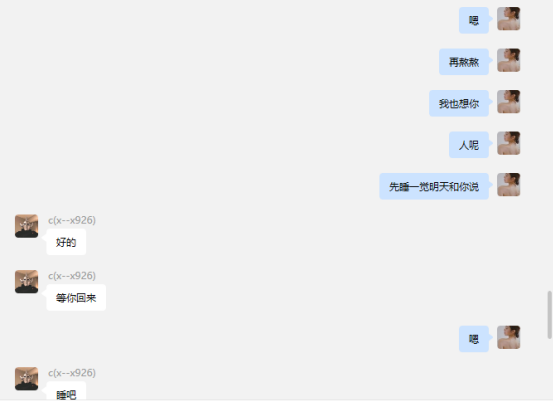 嗯
再熬熬
我也想你
人呢
先睡一觉明天和你说
c(x--x926)
好的
c(x--x926)
等你回来
嗯
c(x--x926)
睡吧